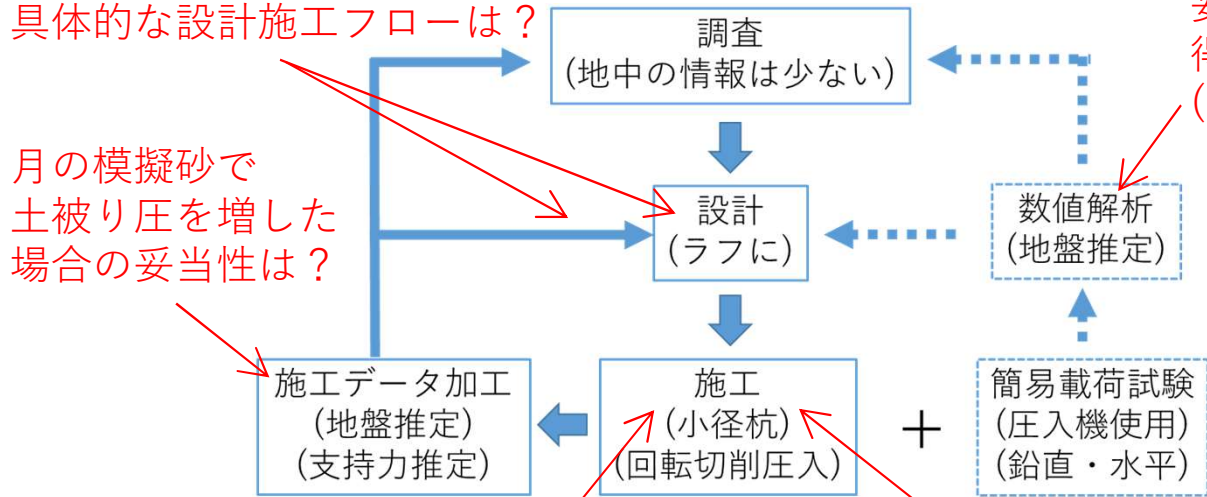 具体的な設計施工フローは？
調査
(地中の情報は少ない)
月の模擬砂で
土被り圧を増した
場合の妥当性は？
設計
(ラフに)
数値解析
(地盤推定)
施工データ加工
(地盤推定)
(支持力推定)
施工
(小径杭)
(回転切削圧入)
＋
簡易載荷試験
(圧入機使用)
(鉛直・水平)